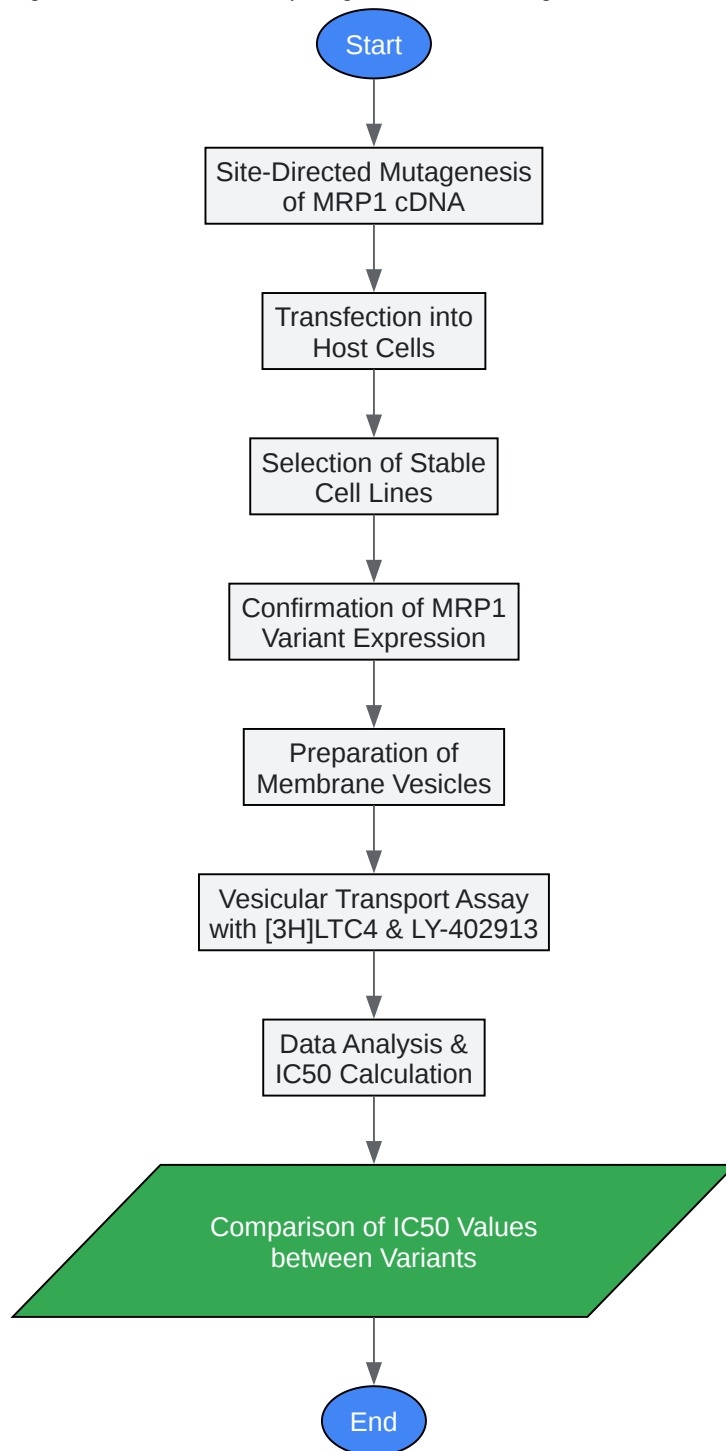 Start
Site-Directed Mutagenesis
of MRP1 cDNA
Transfection into
Host Cells
Selection of Stable
Cell Lines
Confirmation of MRP1
Variant Expression
Preparation of
Membrane Vesicles
Vesicular Transport Assay
with [3H]LTC4 & LY-402913
Data Analysis &
IC50 Calculation
Comparison of IC50 Values
between Variants
End